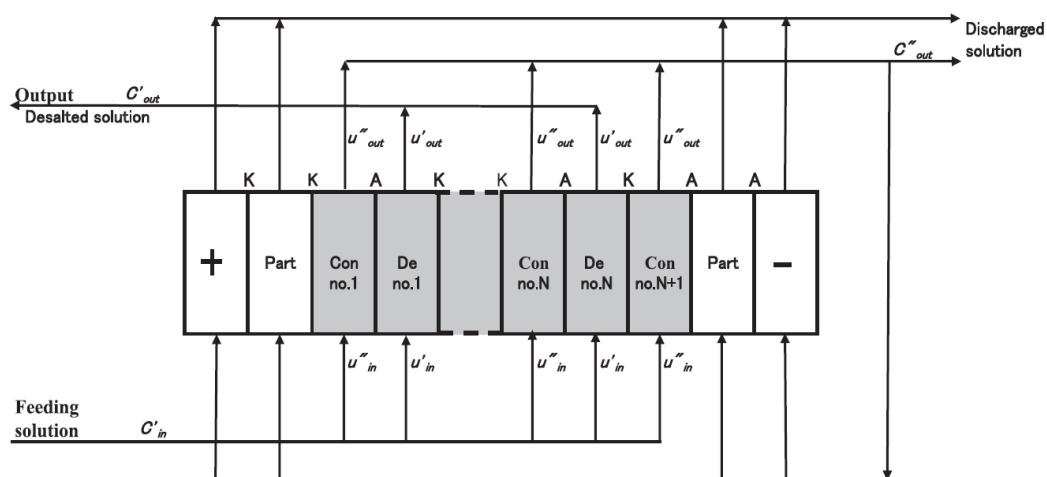 Discharged
solution
C″out
Output C′out
Desalted solution
u″out u′out u″out u′out u″out
K K A K K A K A A
+ Part Con De Con De Con Part −
no.1 no.1 no.N no.N no.N+1
u″in u′in u″in u′in u″in
Feeding
solution C′in